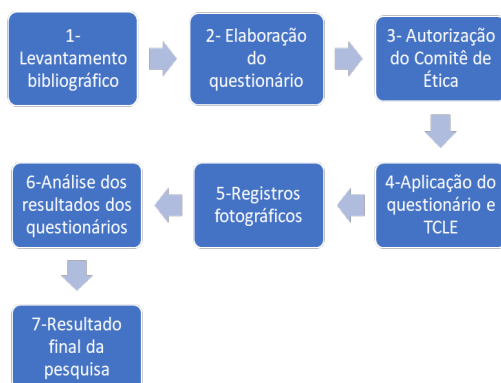 1-
Levantamento
bibliográfico
2- Elaboração
do
questionário
3- Autorização
do Comitê de
Ética
4-Aplicação do
questionário e
TCLE
5-Registros
fotográficos
6-Análise dos
resultados dos
questionários
7-Resultado
final da
pesquisa